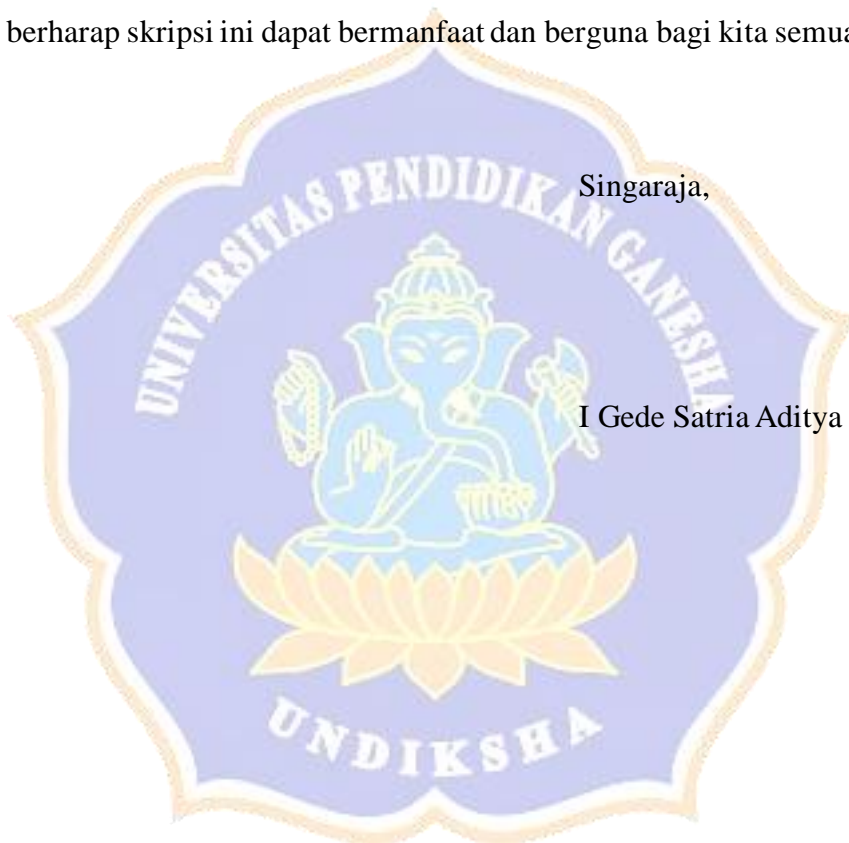 berharap skripsi ini dapat bermanfaat dan berguna bagi kita semua
Singaraja,
I Gede Satria Aditya
UNIVERSITAS PENDIDIKAN GANESHA
UNDIKSHA